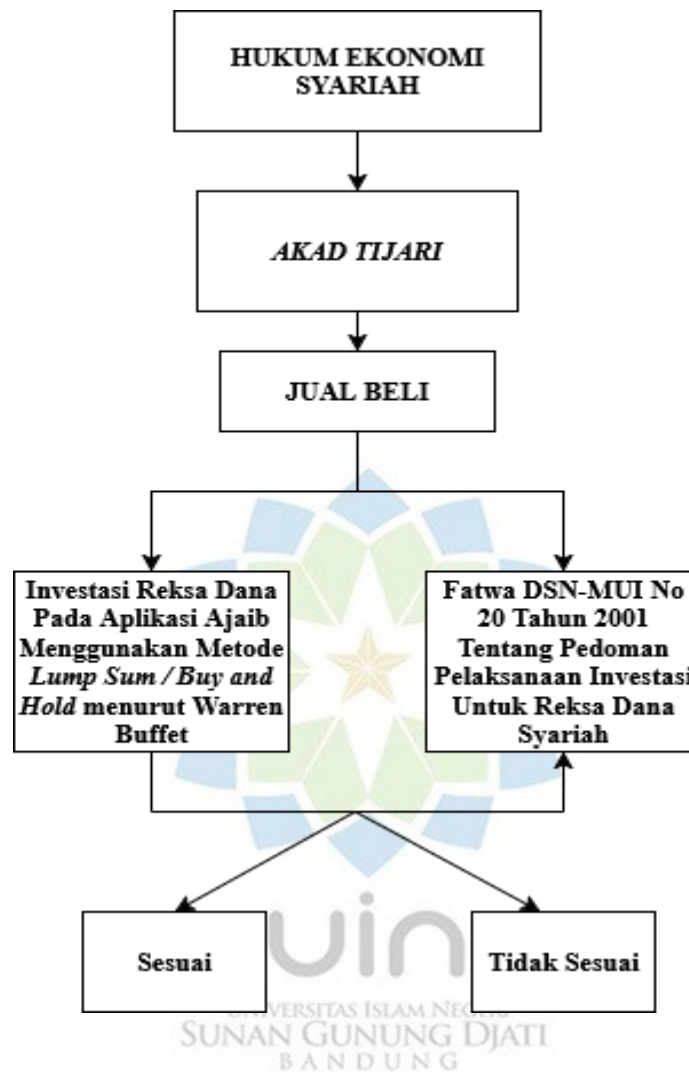 HUKUM EKONOMI
SYARIAH
AKAD TIJARI
JUAL BELI
Investasi Reksa Dana
Pada Aplikasi Ajaib
Menggunakan Metode
Lump Sum / Buy and
Hold menurut Warren
Buffet
Fatwa DSN-MUI No
20 Tahun 2001
Tentang Pedoman
Pelaksanaan Investasi
Untuk Reksa Dana
Syariah
Sesuai
Tidak Sesuai
uin
UNIVERSITAS ISLAM NEGERI
SUNAN GUNUNG DJATI
BANDUNG